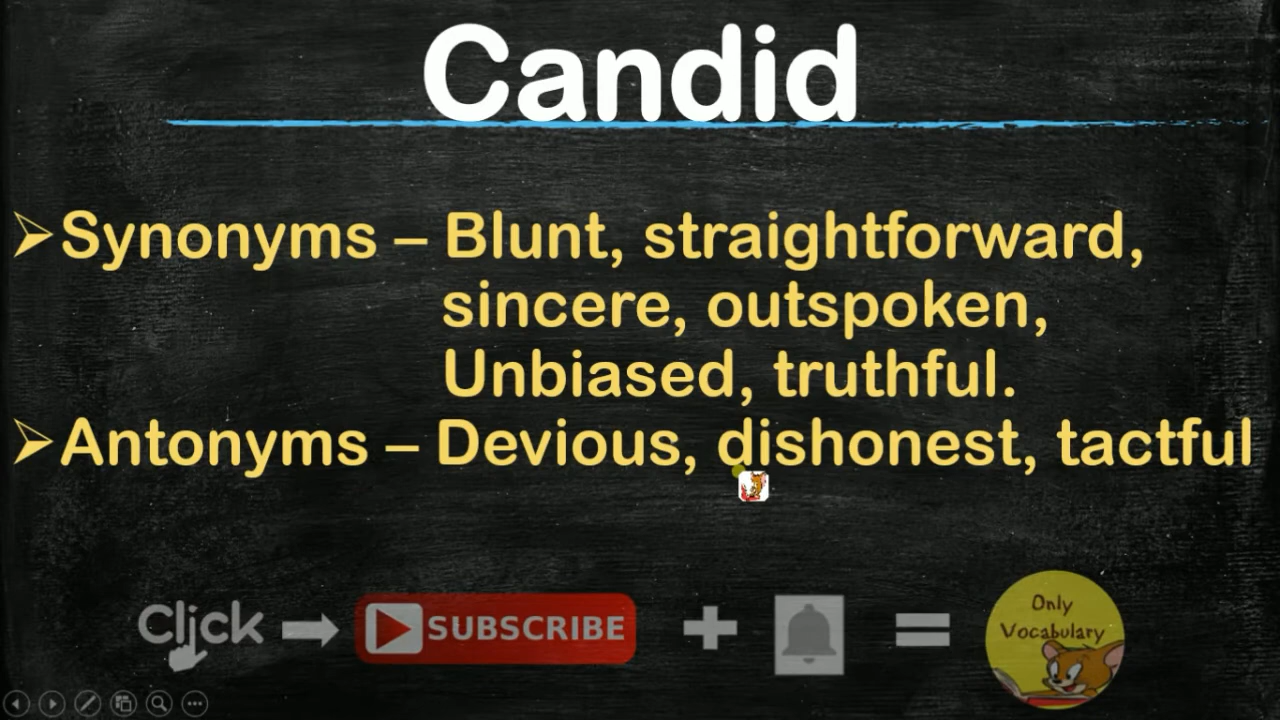 Candid
➢Synonyms – Blunt, straightforward,
sincere, outspoken,
Unbiased, truthful.
➢Antonyms – Devious, dishonest, tactful
Click
SUBSCRIBE
+
=
Only
Vocabulary